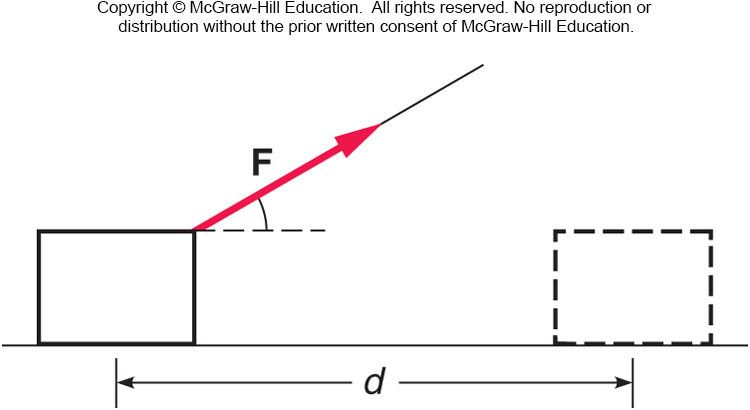 Copyright © McGraw-Hill Education. All rights reserved. No reproduction or
distribution without the prior written consent of McGraw-Hill Education.
F
d